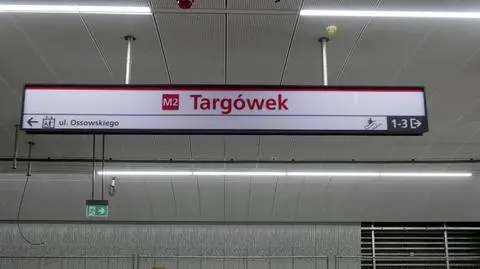 M2 Targówek
ul. Ossowskiego 1-3